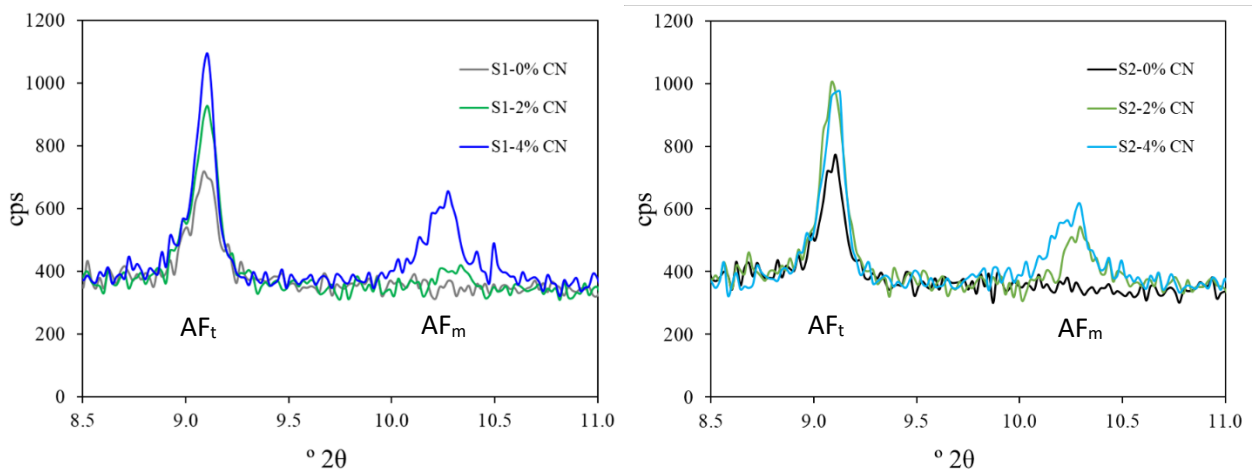 1200
1000
800
600
400
200
0
cps
S1-0% CN
S1-2% CN
S1-4% CN
AFt
AFm
8.5 9.0 9.5 10.0 10.5 11.0
º 2θ
1200
1000
800
600
400
200
0
cps
S2-0% CN
S2-2% CN
S2-4% CN
AFt
AFm
8.5 9.0 9.5 10.0 10.5 11.0
º 2θ